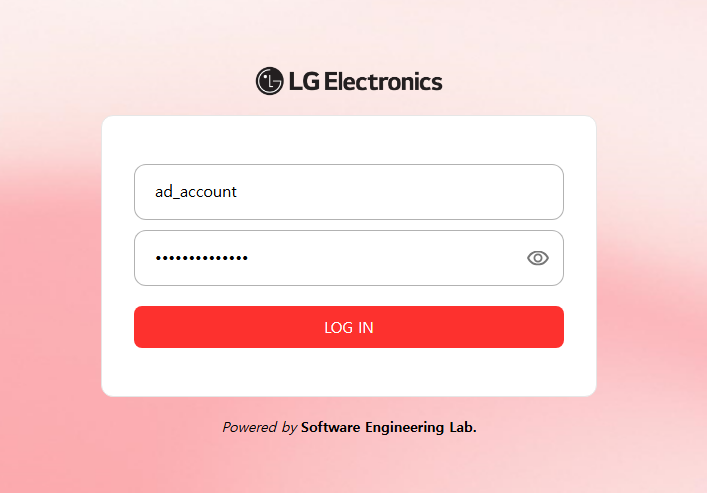 LG Electronics
ad_account
••••••••••••••
LOG IN
Powered by Software Engineering Lab.